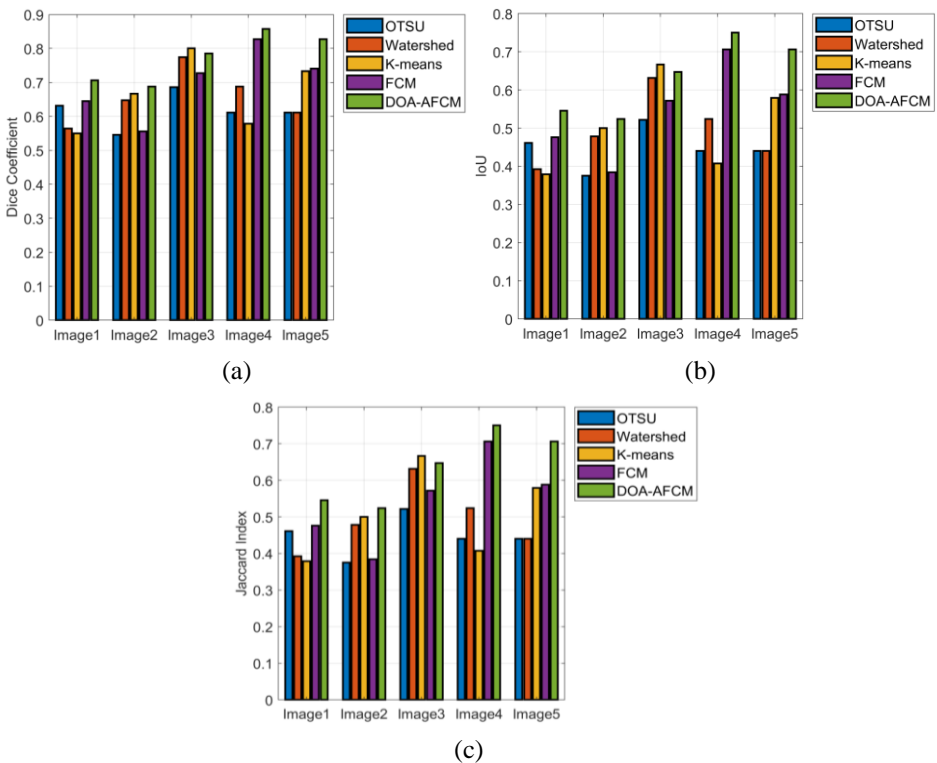 0.9
0.8
0.7
0.6
0.5
0.4
0.3
0.2
0.1
0
Dice Coefficient
Image1 Image2 Image3 Image4 Image5
OTSU
Watershed
K-means
FCM
DOA-AFCM
(a)
0.8
0.7
0.6
0.5
0.4
0.3
0.2
0.1
0
IoU
Image1 Image2 Image3 Image4 Image5
OTSU
Watershed
K-means
FCM
DOA-AFCM
(b)
0.8
0.7
0.6
0.5
0.4
0.3
0.2
0.1
0
Jaccard Index
Image1 Image2 Image3 Image4 Image5
OTSU
Watershed
K-means
FCM
DOA-AFCM
(c)